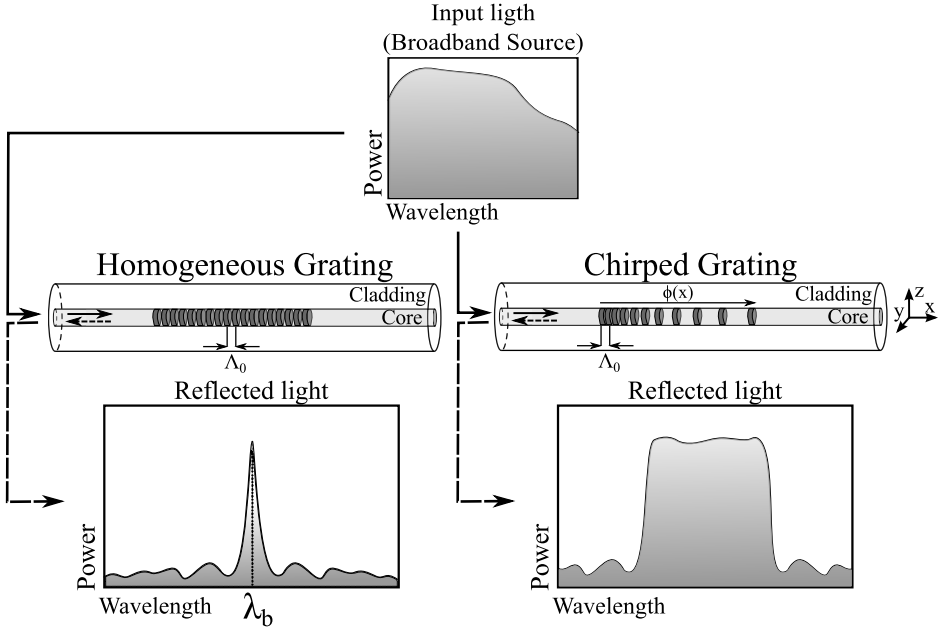 Input ligth
(Broadband Source)
Power
Wavelength
Homogeneous Grating
Cladding
Core
Λ₀
Chirped Grating
ϕ(x)
Cladding
Core
Λ₀
z
y
x
Reflected light
Power
Wavelength
λb
Reflected light
Power
Wavelength